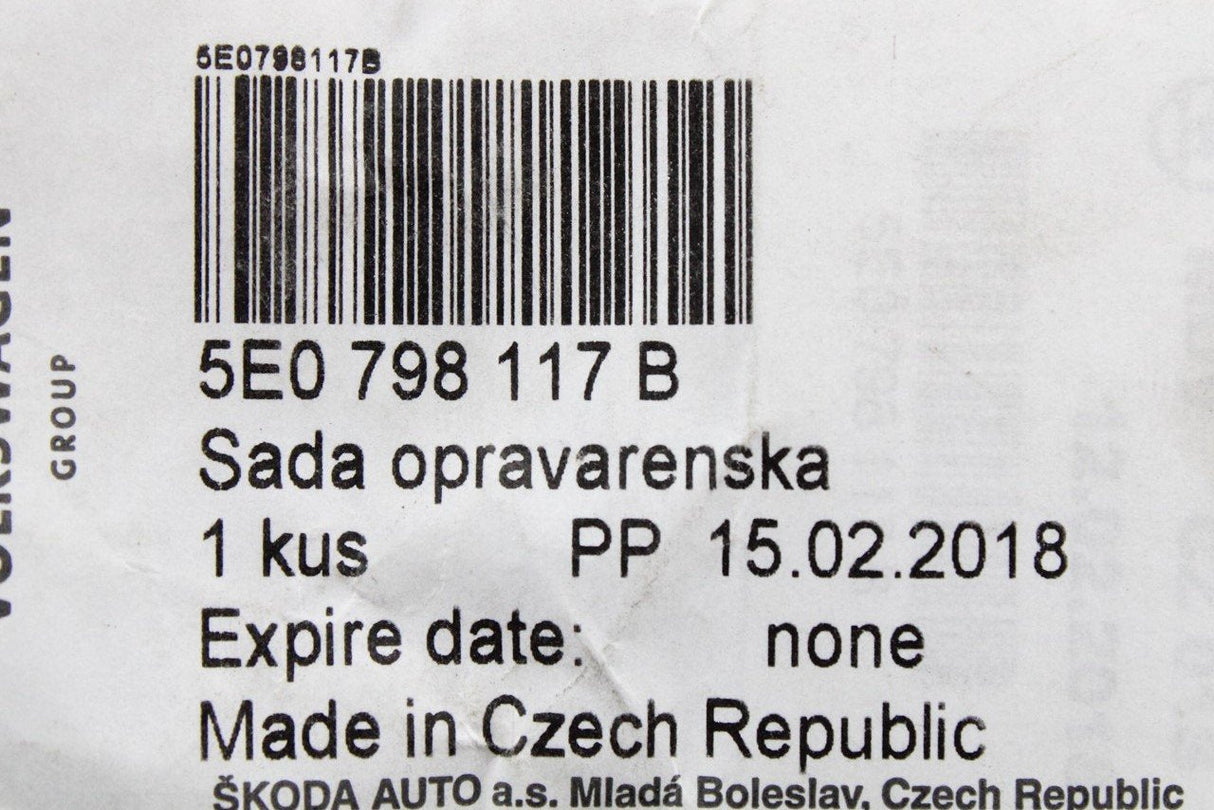 5E0798117B
5E0 798 117 B
Sada opravarenska
1 kus PP 15.02.2018
Expire date: none
Made in Czech Republic
ŠKODA AUTO a.s. Mladá Boleslav, Czech Republic
VOLKSWAGEN
GROUP